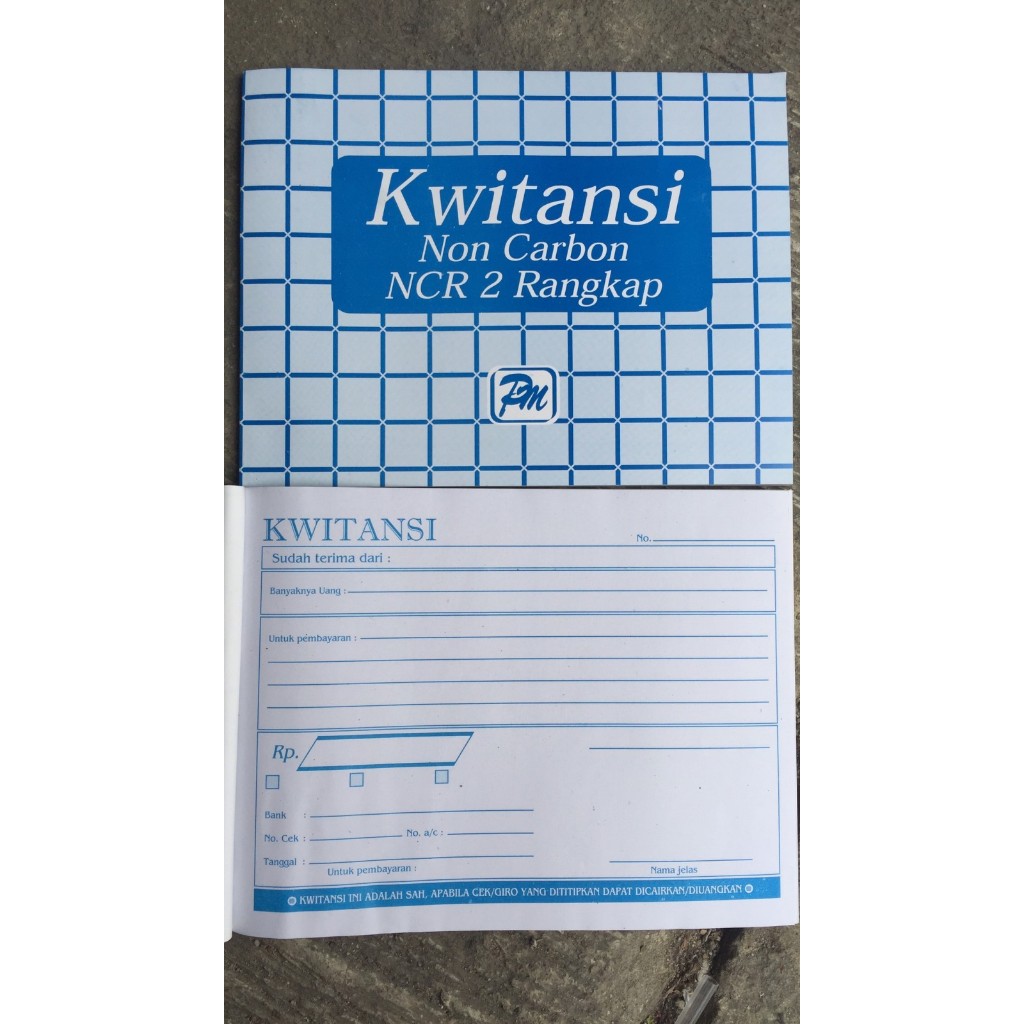 Kwitansi
Non Carbon
NCR 2 Rangkap
PM
KWITANSI
No.
Sudah terima dari :
Banyaknya Uang :
Untuk pembayaran :
Rp.
Bank :
No. Cek : No. a/c :
Tanggal :
Untuk pembayaran :
Nama jelas
KWITANSI INI ADALAH SAH, APABILA CEK/GIRO YANG DITITIPKAN DAPAT DICAIRKAN/DIUANGKAN